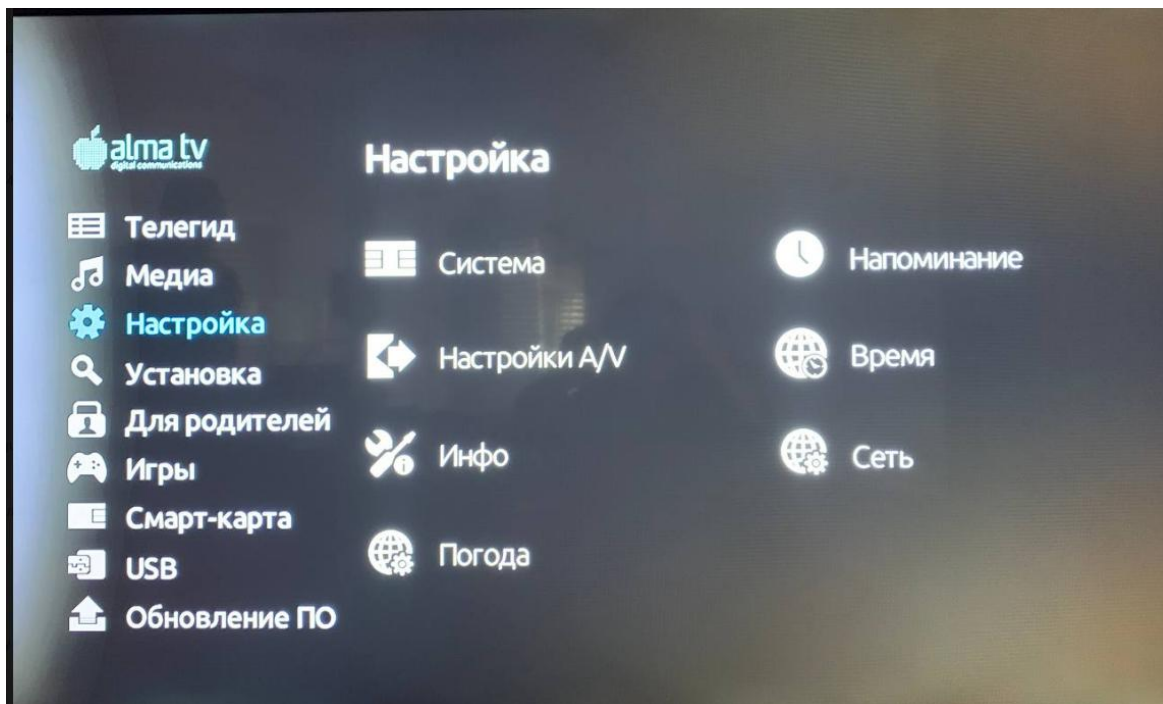 alma tv
digital communications
Настройка
Телегид
Медиа
Настройка
Установка
Для родителей
Игры
Смарт-карта
USB
Обновление ПО
Система
Напоминание
Настройки A/V
Время
Инфо
Сеть
Погода